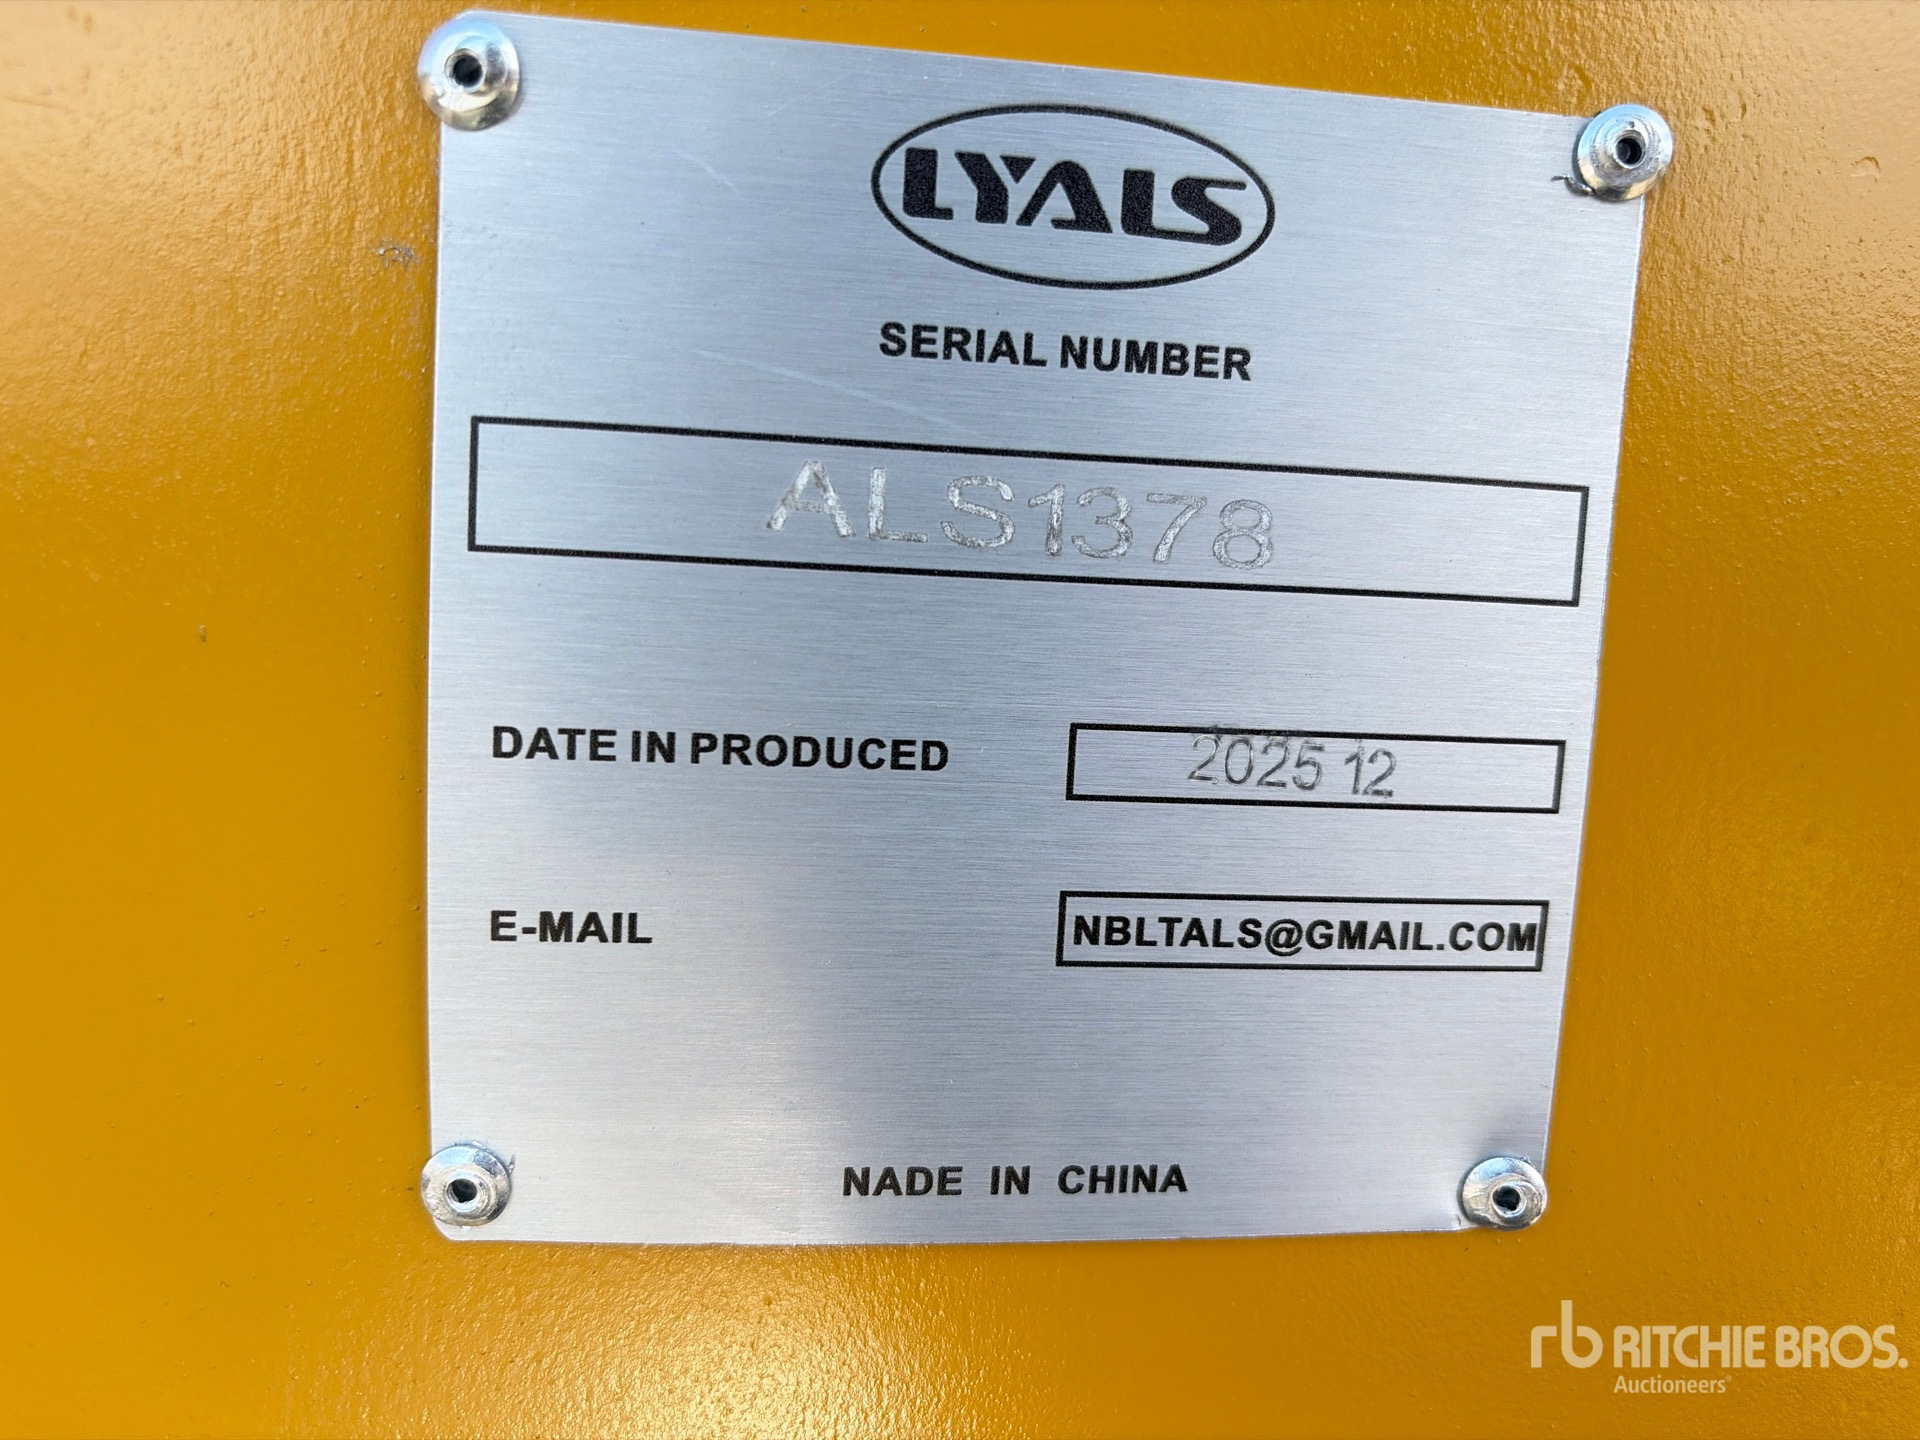 LYALS
SERIAL NUMBER
ALS1378
DATE IN PRODUCED
2025 12
E-MAIL
NBLTALS@GMAIL.COM
NADE IN CHINA
rb RITCHIE BROS.
Auctioneers